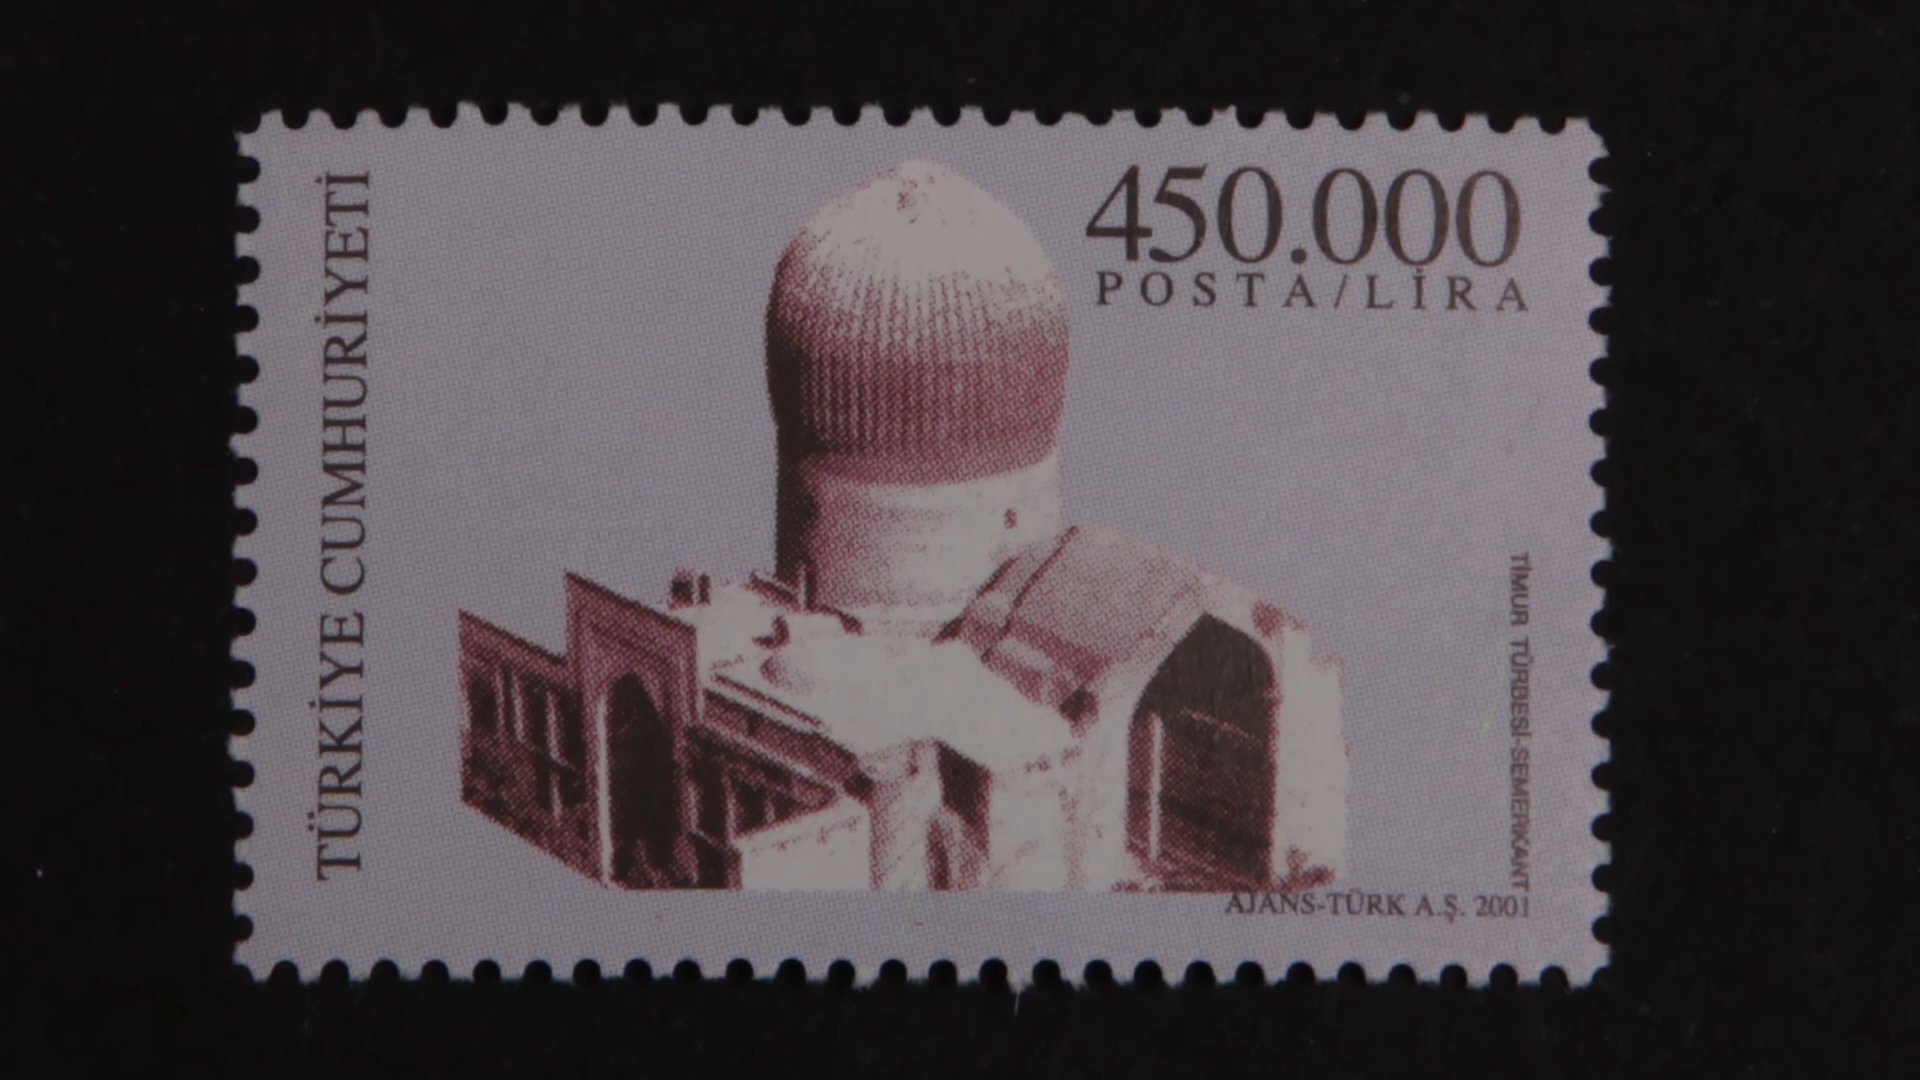 TÜRKİYE CUMHURİYETİ
450.000
POSTA/LİRA
TİMUR TÜRBESİ-SEMERKANT
AJANS-TÜRK A.Ş. 2001